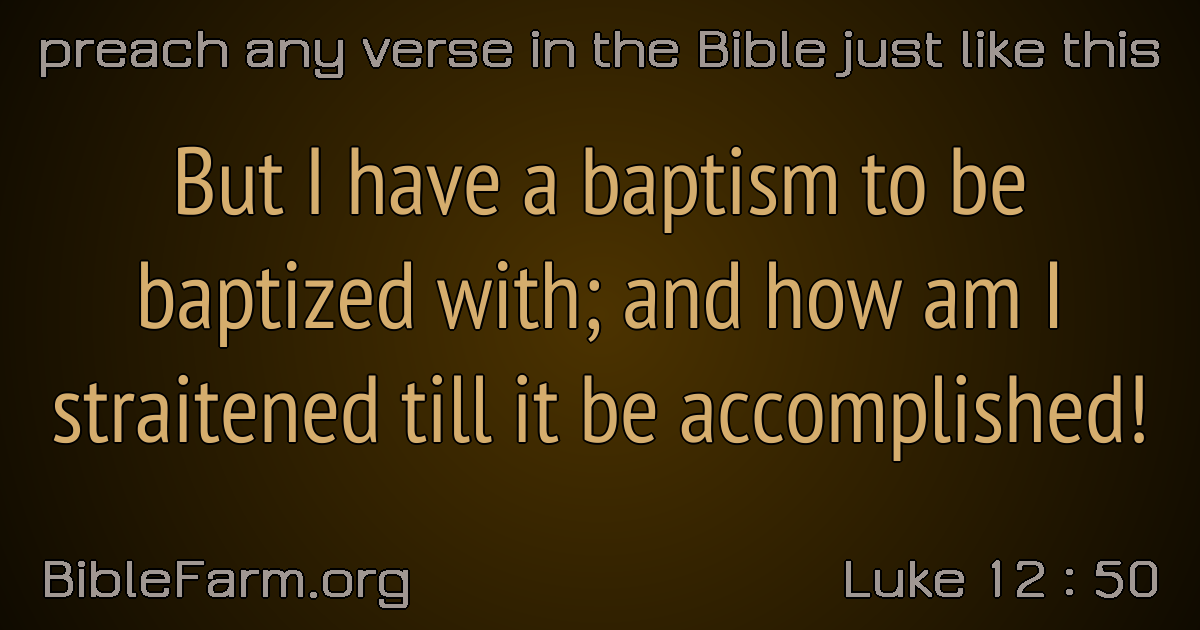 preach any verse in the Bible just like this
But I have a baptism to be
baptized with; and how am I
straitened till it be accomplished!
BibleFarm.org
Luke 12 : 50